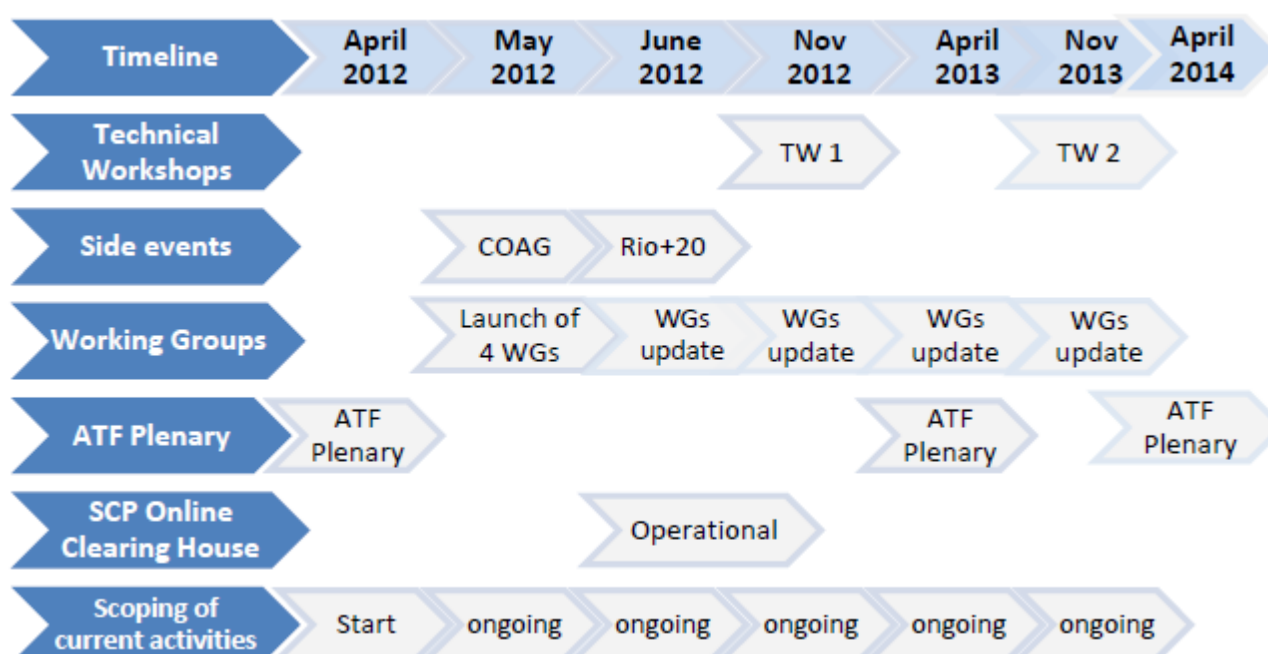 Timeline
April
2012
May
2012
June
2012
Nov
2012
April
2013
Nov
2013
April
2014
Technical
Workshops
TW 1
TW 2
Side events
COAG
Rio+20
Working Groups
Launch of
4 WGs
WGs
update
WGs
update
WGs
update
WGs
update
ATF Plenary
ATF
Plenary
ATF
Plenary
ATF
Plenary
SCP Online
Clearing House
Operational
Scoping of
current activities
Start
ongoing
ongoing
ongoing
ongoing
ongoing